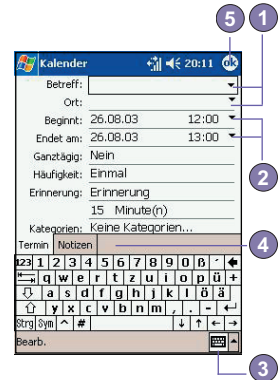 5
1
Kalender 20:11 ok
Betreff:
Ort:
Beginnt: 26.08.03 12:00
Endet am: 26.08.03 13:00
2
Ganztägig: Nein
Häufigkeit: Einmal
Erinnerung: Erinnerung
15 Minute(n)
Kategorien: Keine Kategorien...
Termin Notizen
4
123 1 2 3 4 5 6 7 8 9 0 ß ´
q w e r t z u i o p ü +
a s d f g h j k l ö ä
y x c v b n m , . -
Strg Sym ^ #
Bearb.
3